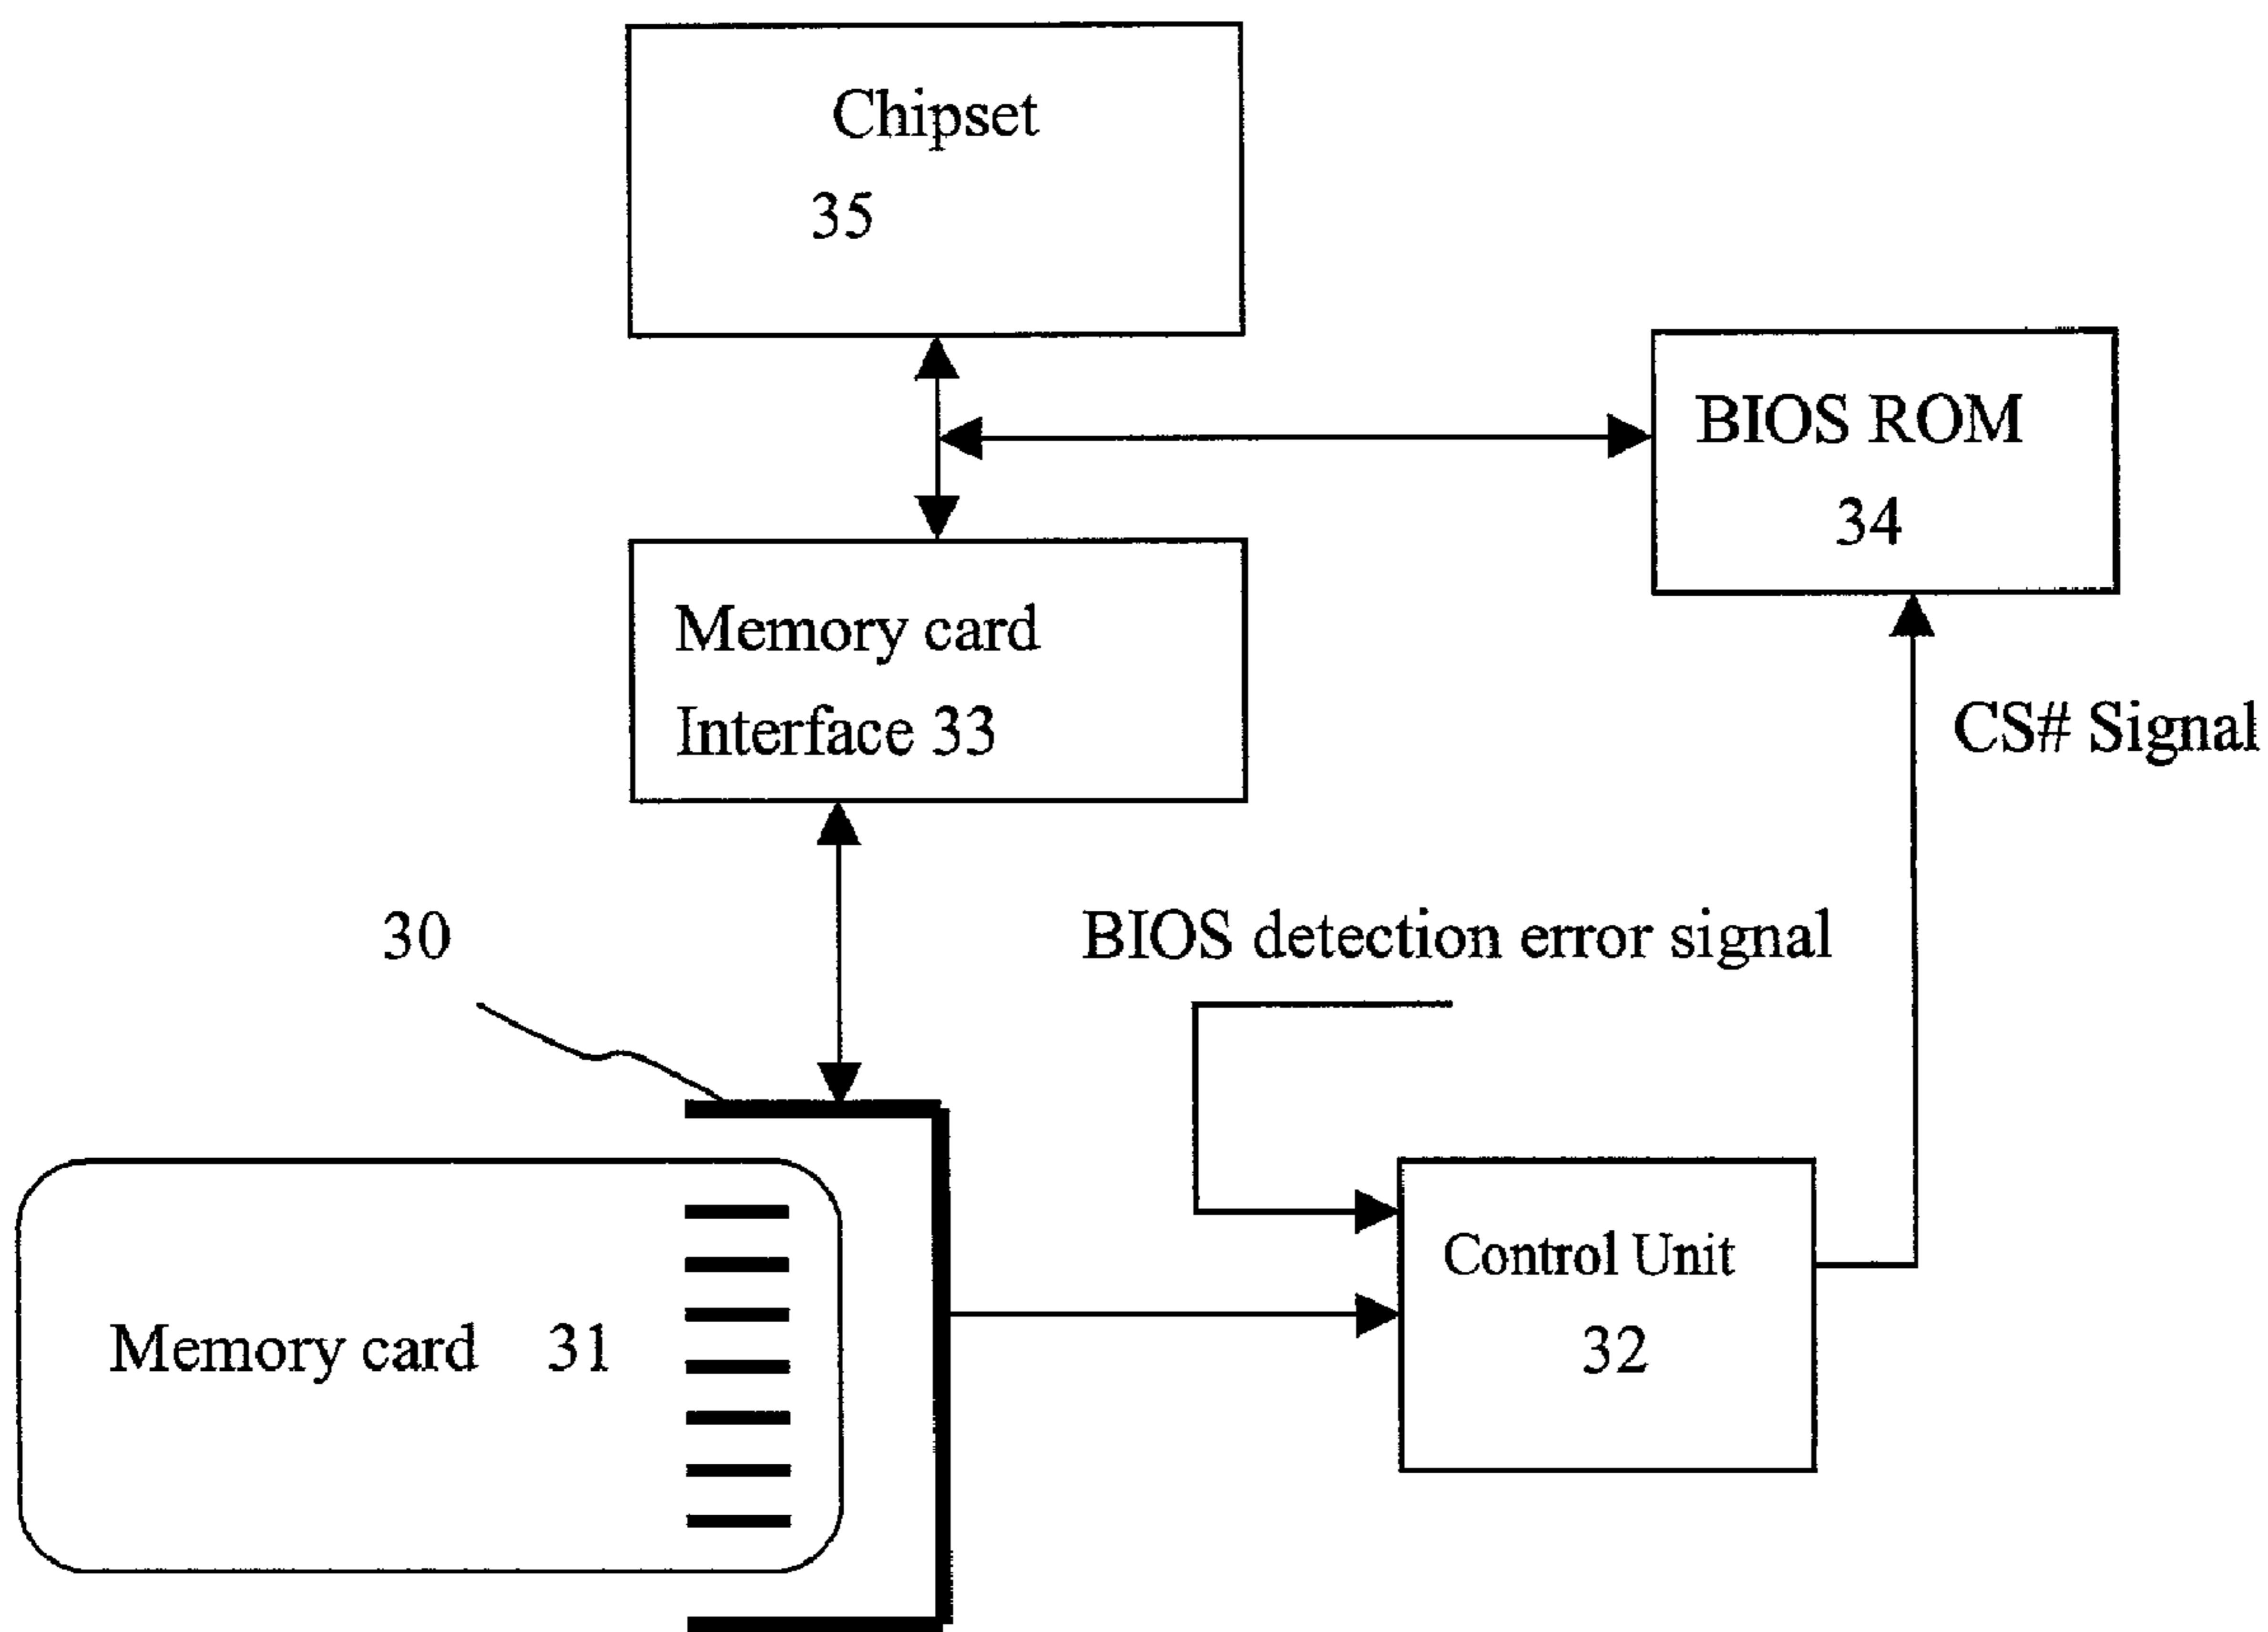 Chipset
35
BIOS ROM
34
Memory card
Interface 33
CS# Signal
30
BIOS detection error signal
Control Unit
32
Memory card 31